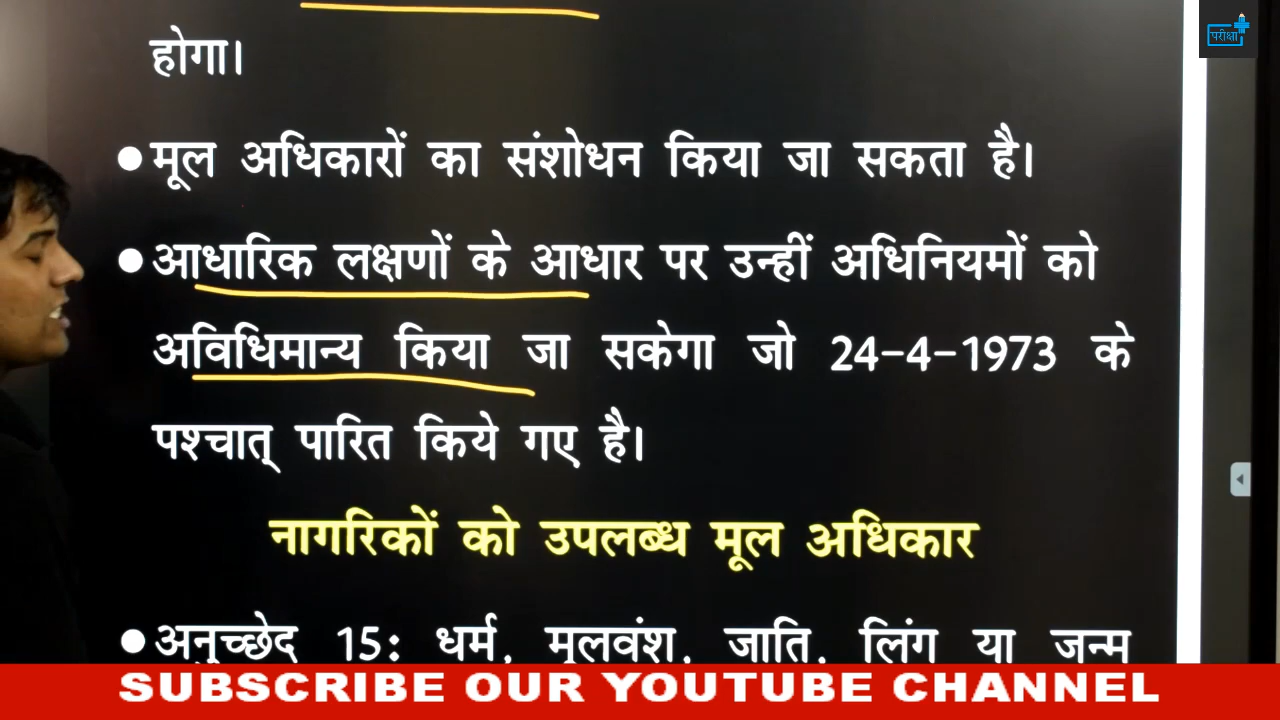 परीक्षा
होगा।
● मूल अधिकारों का संशोधन किया जा सकता है।
● आधारिक लक्षणों के आधार पर उन्हीं अधिनियमों को
अविधिमान्य किया जा सकेगा जो 24-4-1973 के
पश्चात् पारित किये गए है।
नागरिकों को उपलब्ध मूल अधिकार
● अनुच्छेद 15: धर्म, मूलवंश, जाति, लिंग या जन्म
SUBSCRIBE OUR YOUTUBE CHANNEL